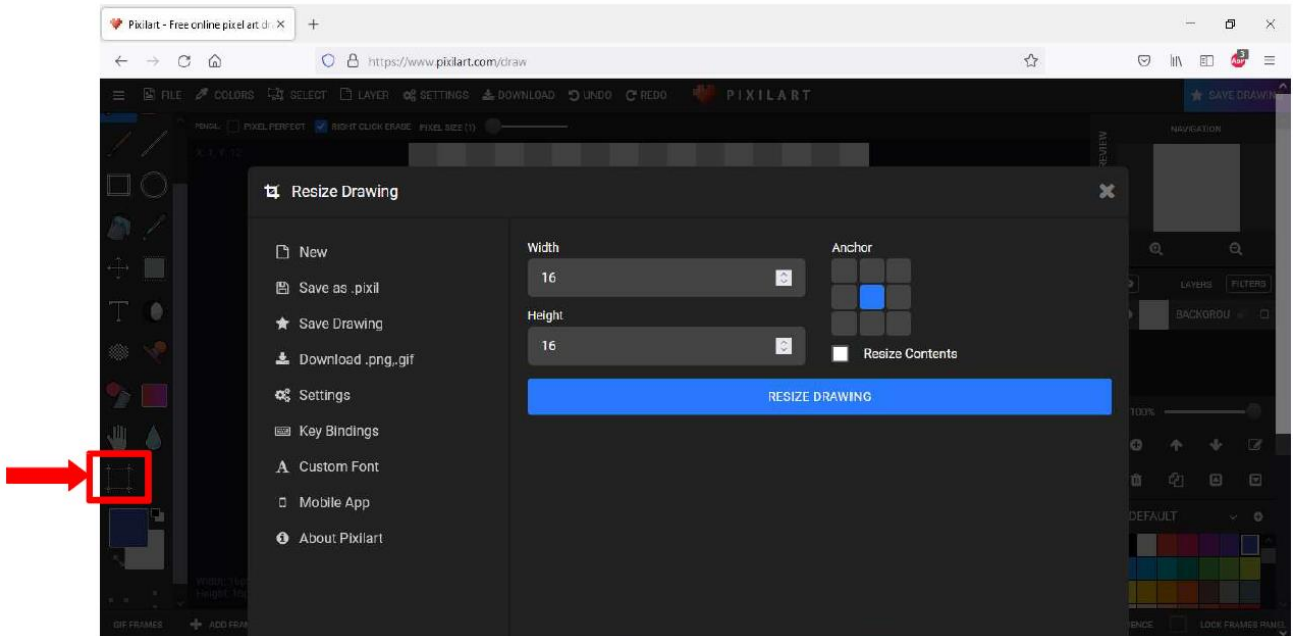 Pixilart - Free online pixel art dr
https://www.pixilart.com/draw
FILE COLORS SELECT LAYER SETTINGS DOWNLOAD UNDO REDO PIXILART SAVE DRAWIN
PENCIL PIXEL PERFECT RIGHT CLICK ERASE PIXEL SIZE (1)
NAVIGATION
Resize Drawing
New
Save as .pixil
Save Drawing
Download .png,.gif
Settings
Key Bindings
Custom Font
Mobile App
About Pixilart
Width
16
Height
16
Anchor
Resize Contents
RESIZE DRAWING
LAYERS FILTERS
BACKGROU
100%
DEFAULT
GIF FRAMES ADD FRAM
LOCK FRAMES PANEL